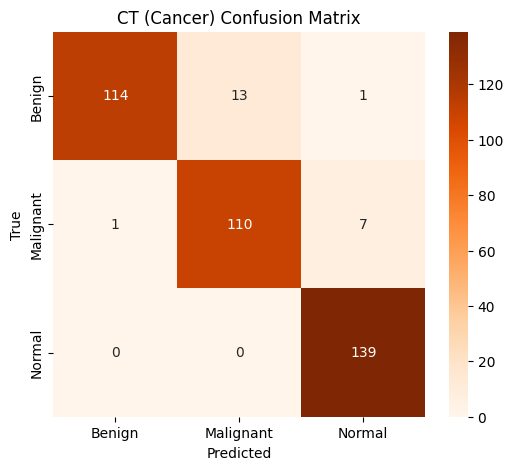 CT (Cancer) Confusion Matrix
True
Benign
114 13 1
Malignant
1 110 7
Normal
0 0 139
Benign Malignant Normal
Predicted
120
100
80
60
40
20
0